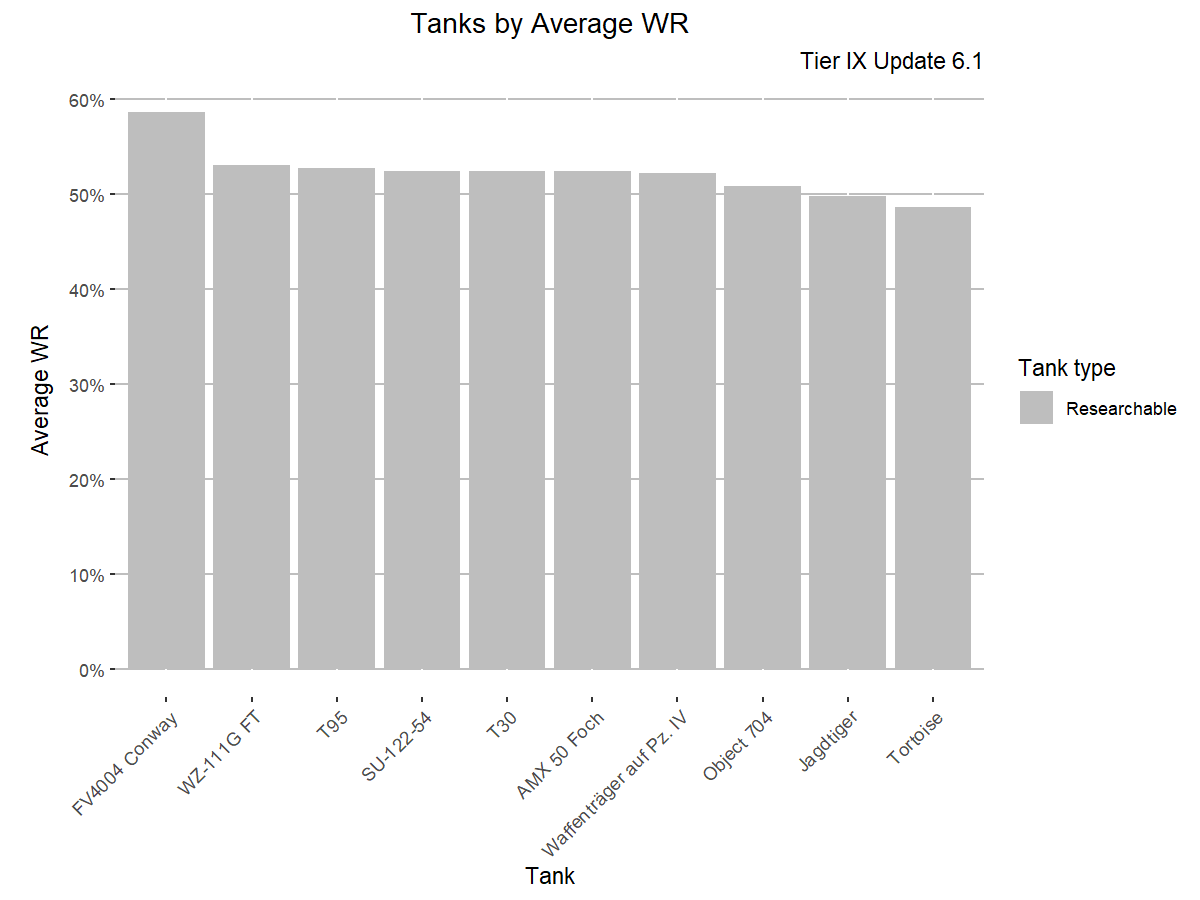 Tanks by Average WR
Tier IX Update 6.1
60%
50%
40%
30%
20%
10%
0%
Average WR
FV4004 Conway
WZ-111G FT
T95
SU-122-54
T30
AMX 50 Foch
Waffenträger auf Pz. IV
Object 704
Jagdtiger
Tortoise
Tank
Tank type
Researchable